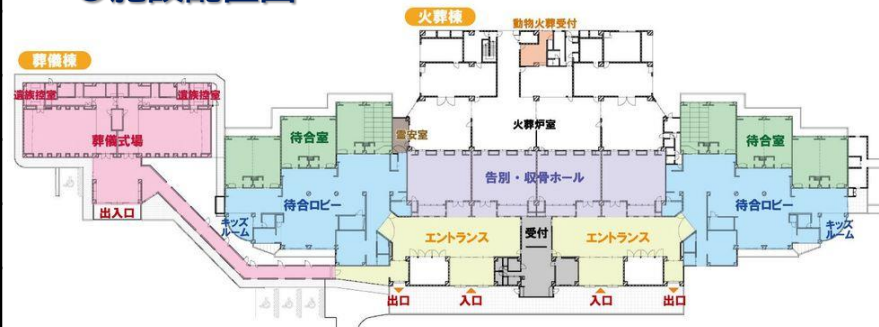 火葬棟
動物火葬受付
葬儀棟
遺族控室
遺族控室
葬儀式場
出入口
待合室
霊安室
火葬炉室
待合室
告別・収骨ホール
待合ロビー
待合ロビー
キッズ
ルーム
キッズ
ルーム
エントランス
受付
エントランス
出口
入口
入口
出口